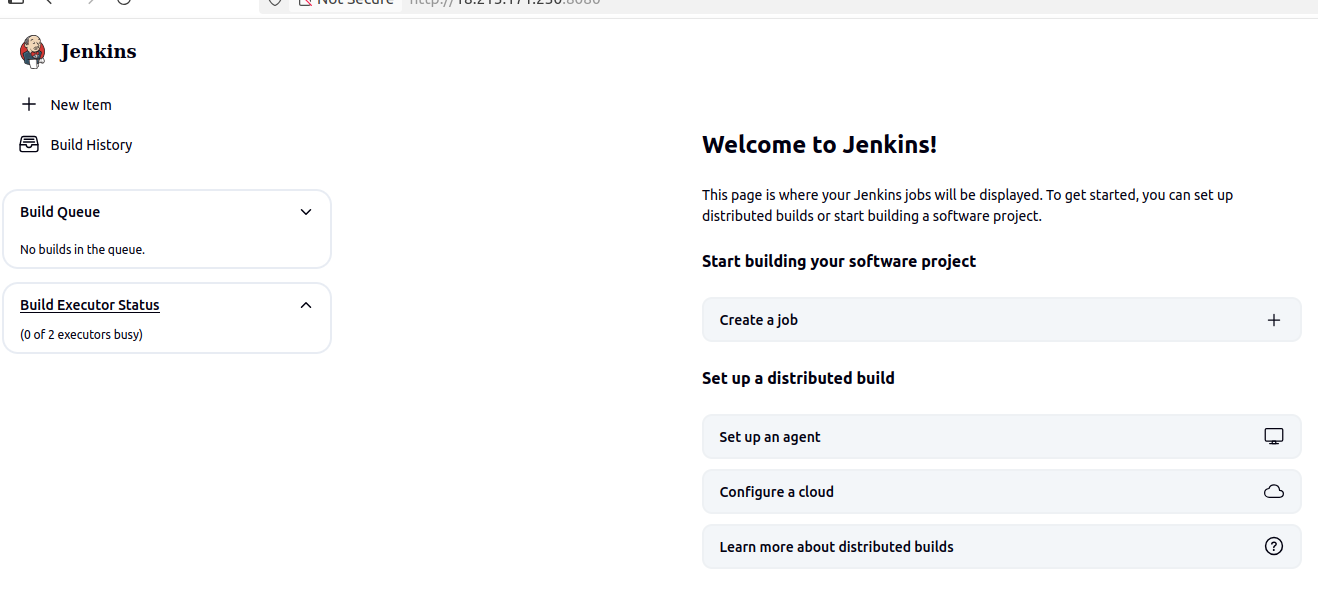 Not Secure
Jenkins
New Item
Build History
Build Queue
No builds in the queue.
Build Executor Status
(0 of 2 executors busy)
Welcome to Jenkins!
This page is where your Jenkins jobs will be displayed. To get started, you can set up
distributed builds or start building a software project.
Start building your software project
Create a job
Set up a distributed build
Set up an agent
Configure a cloud
Learn more about distributed builds